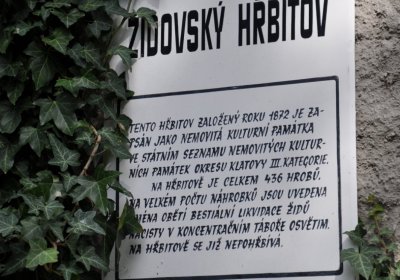 ŽIDOVSKÝ HŘBITOV
TENTO HŘBITOV ZALOŽENÝ ROKU 1872 JE ZA-
PSÁN JAKO NEMOVITÁ KULTURNÍ PAMÁTKA
VE STÁTNÍM SEZNAMU NEMOVITÝCH KULTUR-
NÍCH PAMÁTEK OKRESU KLATOVY III. KATEGORIE.
NA HŘBITOVĚ JE CELKEM 436 HROBŮ.
NA VELKÉM POČTU NÁHROBKŮ JSOU UVEDENA
JMÉNA OBĚTÍ BESTIÁLNÍ LIKVIDACE ŽIDŮ
NACISTY V KONCENTRAČNÍM TÁBOŘE OSVĚTIM.
NA HŘBITOVĚ SE JIŽ NEPOHŘBÍVÁ.